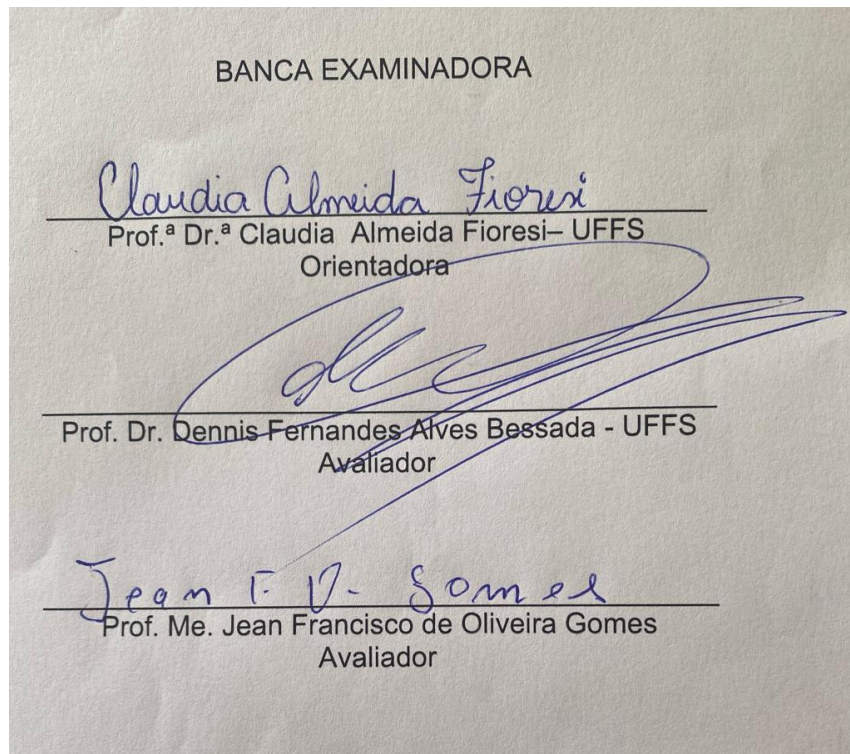 BANCA EXAMINADORA
Claudia Almeida Fioresi
Prof.ª Dr.ª Claudia Almeida Fioresi– UFFS
Orientadora
Prof. Dr. Dennis Fernandes Alves Bessada - UFFS
Avaliador
Jean F. O. Gomes
Prof. Me. Jean Francisco de Oliveira Gomes
Avaliador